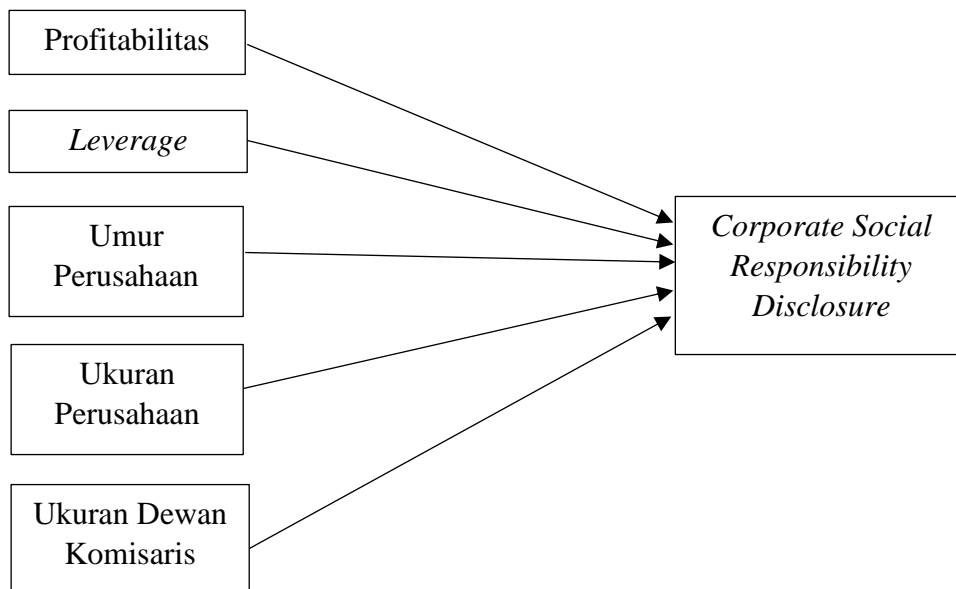 Profitabilitas
Leverage
Umur
Perusahaan
Ukuran
Perusahaan
Ukuran Dewan
Komisaris
Corporate Social
Responsibility
Disclosure